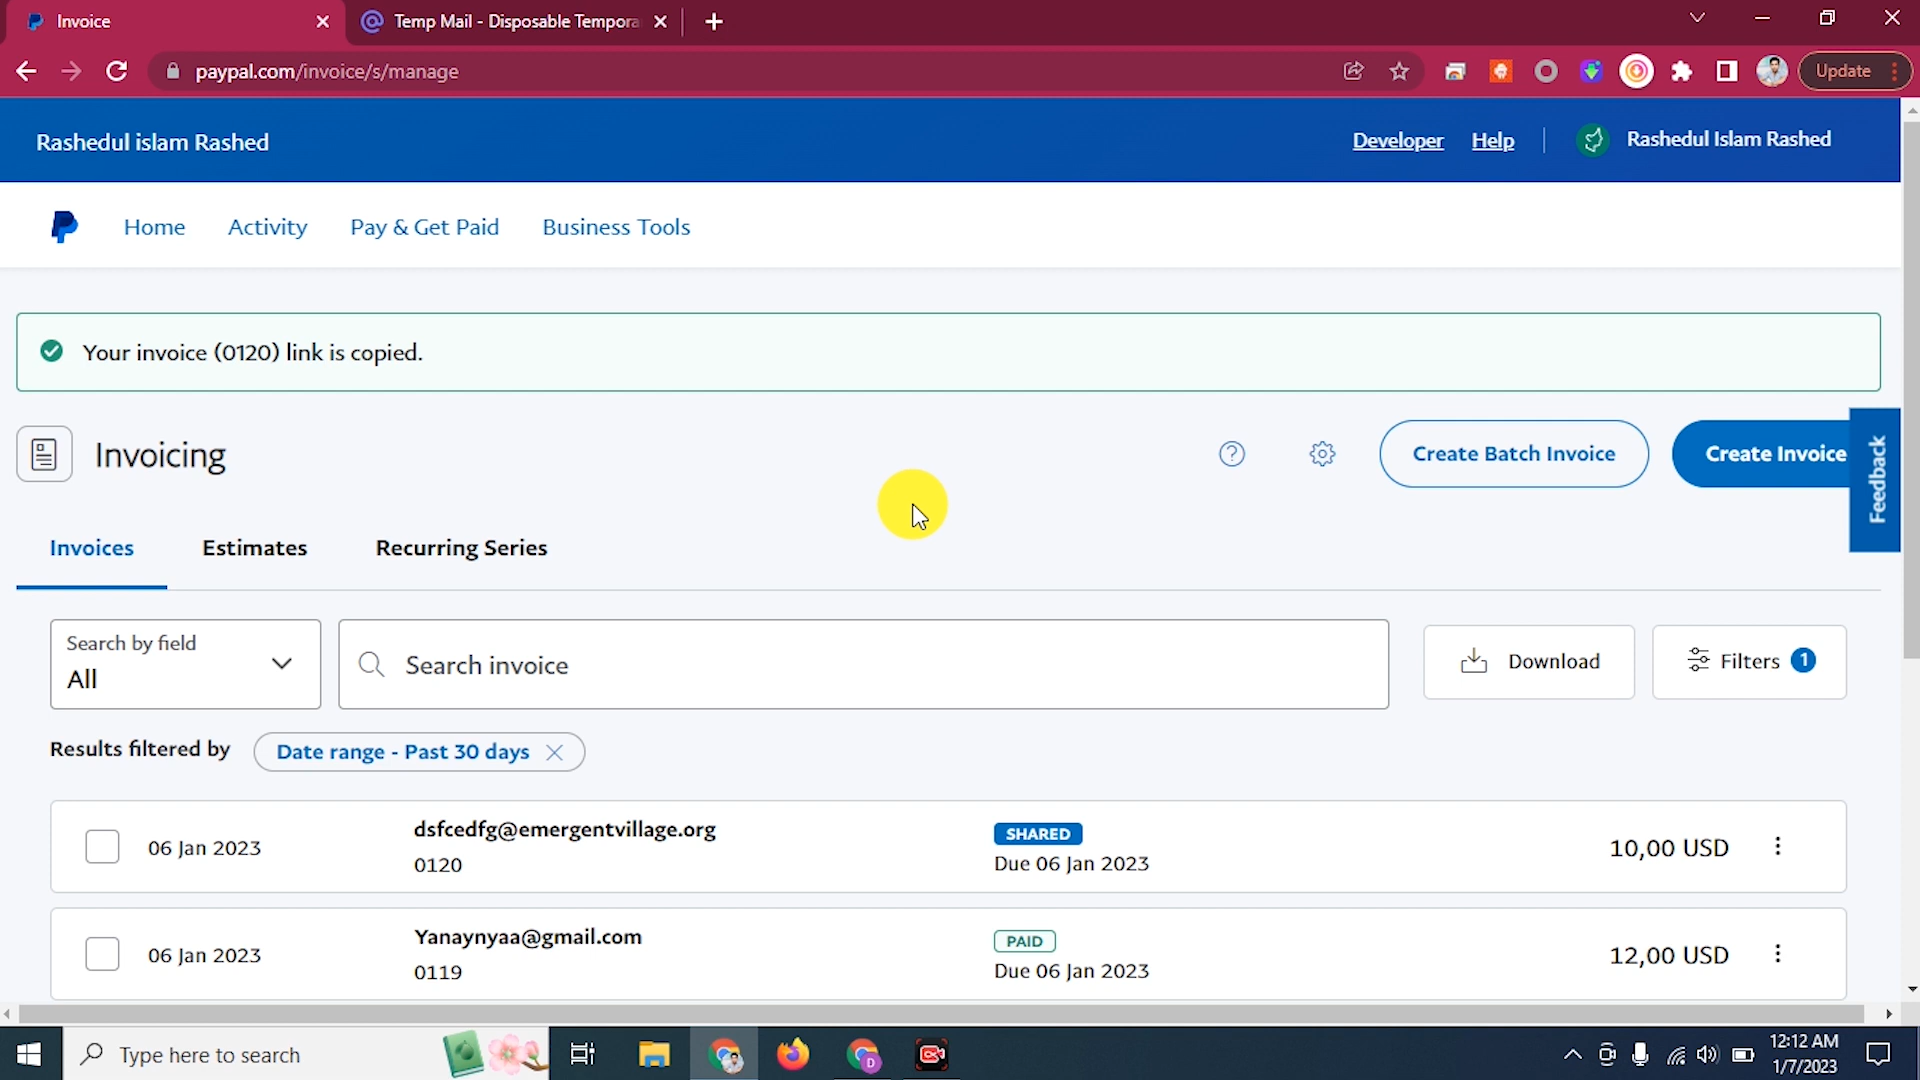 Invoice
Temp Mail - Disposable Tempora
paypal.com/invoice/s/manage
Update
Rashedul islam Rashed
Developer
Help
Rashedul Islam Rashed
Home
Activity
Pay & Get Paid
Business Tools
Your invoice (0120) link is copied.
Invoicing
Create Batch Invoice
Create Invoice
Feedback
Invoices
Estimates
Recurring Series
Search by field
All
Search invoice
Download
Filters 1
Results filtered by
Date range - Past 30 days
06 Jan 2023
dsfcedfg@emergentvillage.org
0120
SHARED
Due 06 Jan 2023
10,00 USD
06 Jan 2023
Yanaynyaa@gmail.com
0119
PAID
Due 06 Jan 2023
12,00 USD
Type here to search
12:12 AM
1/7/2023